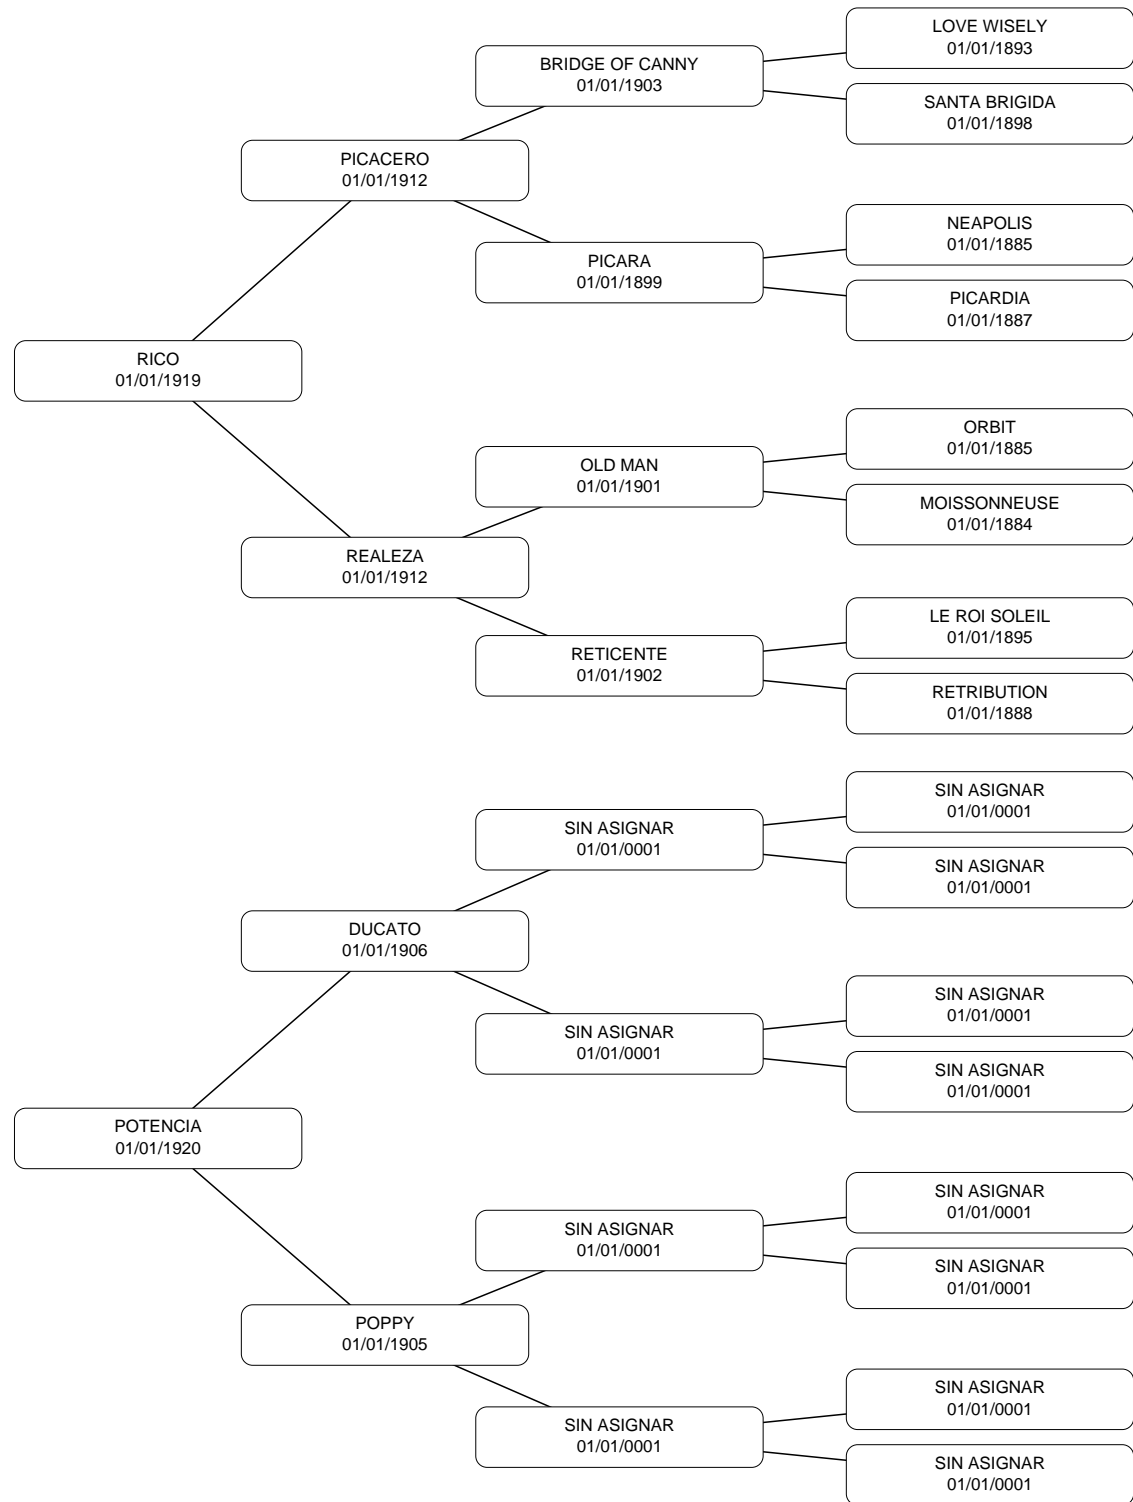 LOVE WISELY
01/01/1893
BRIDGE OF CANNY
01/01/1903
SANTA BRIGIDA
01/01/1898
PICACERO
01/01/1912
NEAPOLIS
01/01/1885
PICARA
01/01/1899
PICARDIA
01/01/1887
RICO
01/01/1919
ORBIT
01/01/1885
OLD MAN
01/01/1901
MOISSONNEUSE
01/01/1884
REALEZA
01/01/1912
LE ROI SOLEIL
01/01/1895
RETICENTE
01/01/1902
RETRIBUTION
01/01/1888
SIN ASIGNAR
01/01/0001
SIN ASIGNAR
01/01/0001
SIN ASIGNAR
01/01/0001
DUCATO
01/01/1906
SIN ASIGNAR
01/01/0001
SIN ASIGNAR
01/01/0001
SIN ASIGNAR
01/01/0001
POTENCIA
01/01/1920
SIN ASIGNAR
01/01/0001
SIN ASIGNAR
01/01/0001
SIN ASIGNAR
01/01/0001
POPPY
01/01/1905
SIN ASIGNAR
01/01/0001
SIN ASIGNAR
01/01/0001
SIN ASIGNAR
01/01/0001